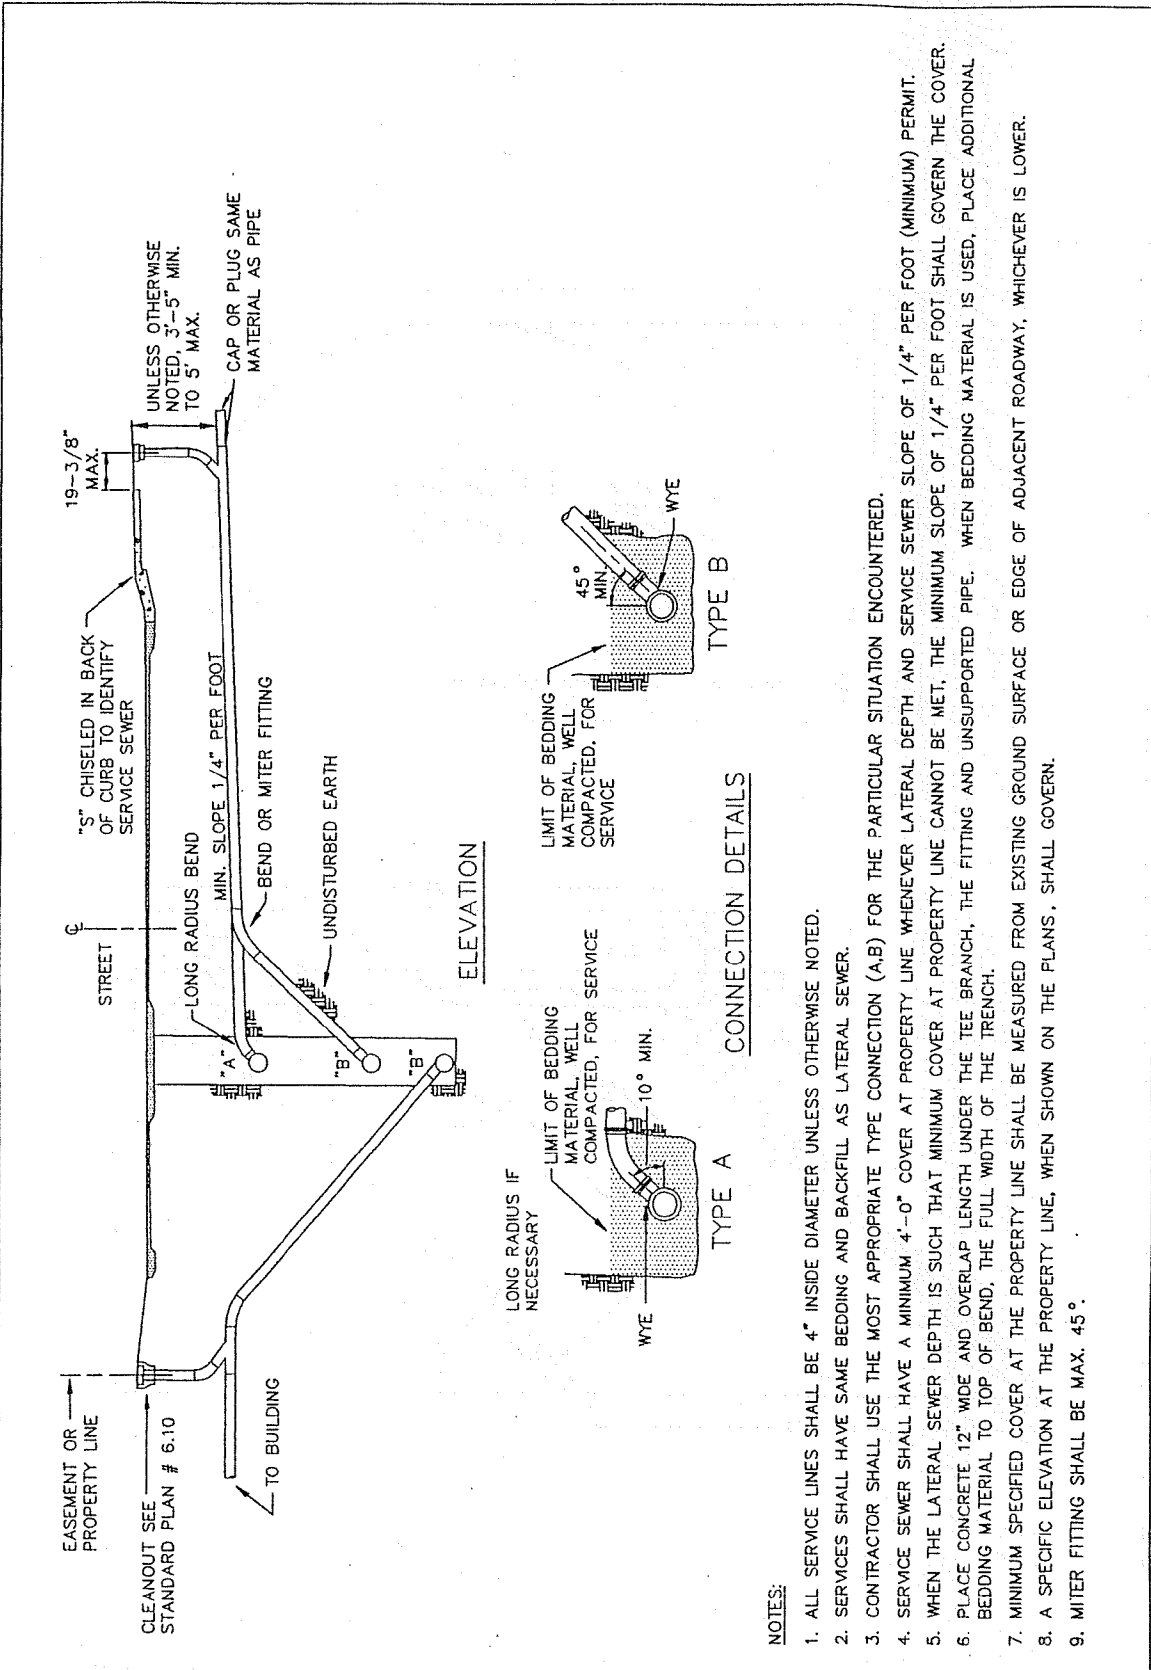 EASEMENT OR
PROPERTY LINE
CLEANOUT SEE
STANDARD PLAN # 6.10
TO BUILDING
STREET
℄
LONG RADIUS BEND
"S" CHISELED IN BACK
OF CURB TO IDENTIFY
SERVICE SEWER
19-3/8"
MAX.
UNLESS OTHERWISE
NOTED, 3'-5" MIN.
TO 5' MAX.
CAP OR PLUG SAME
MATERIAL AS PIPE
MIN. SLOPE 1/4" PER FOOT
BEND OR MITER FITTING
UNDISTURBED EARTH
"A"
"B"
"B"
ELEVATION
LONG RADIUS IF
NECESSARY
LIMIT OF BEDDING
MATERIAL, WELL
COMPACTED, FOR SERVICE
10° MIN.
WYE
TYPE A
LIMIT OF BEDDING
MATERIAL, WELL
COMPACTED, FOR
SERVICE
45°
MIN.
WYE
TYPE B
CONNECTION DETAILS
NOTES:
1. ALL SERVICE LINES SHALL BE 4" INSIDE DIAMETER UNLESS OTHERWISE NOTED.
2. SERVICES SHALL HAVE SAME BEDDING AND BACKFILL AS LATERAL SEWER.
3. CONTRACTOR SHALL USE THE MOST APPROPRIATE TYPE CONNECTION (A,B) FOR THE PARTICULAR SITUATION ENCOUNTERED.
4. SERVICE SEWER SHALL HAVE A MINIMUM 4'-0" COVER AT PROPERTY LINE WHENEVER LATERAL DEPTH AND SERVICE SEWER SLOPE OF 1/4" PER FOOT (MINIMUM) PERMIT.
5. WHEN THE LATERAL SEWER DEPTH IS SUCH THAT MINIMUM COVER AT PROPERTY LINE CANNOT BE MET, THE MINIMUM SLOPE OF 1/4" PER FOOT SHALL GOVERN THE COVER.
6. PLACE CONCRETE 12" WIDE AND OVERLAP LENGTH UNDER THE TEE BRANCH, THE FITTING AND UNSUPPORTED PIPE. WHEN BEDDING MATERIAL IS USED, PLACE ADDITIONAL
BEDDING MATERIAL TO TOP OF BEND, THE FULL WIDTH OF THE TRENCH.
7. MINIMUM SPECIFIED COVER AT THE PROPERTY LINE SHALL BE MEASURED FROM EXISTING GROUND SURFACE OR EDGE OF ADJACENT ROADWAY, WHICHEVER IS LOWER.
8. A SPECIFIC ELEVATION AT THE PROPERTY LINE, WHEN SHOWN ON THE PLANS, SHALL GOVERN.
9. MITER FITTING SHALL BE MAX. 45°.